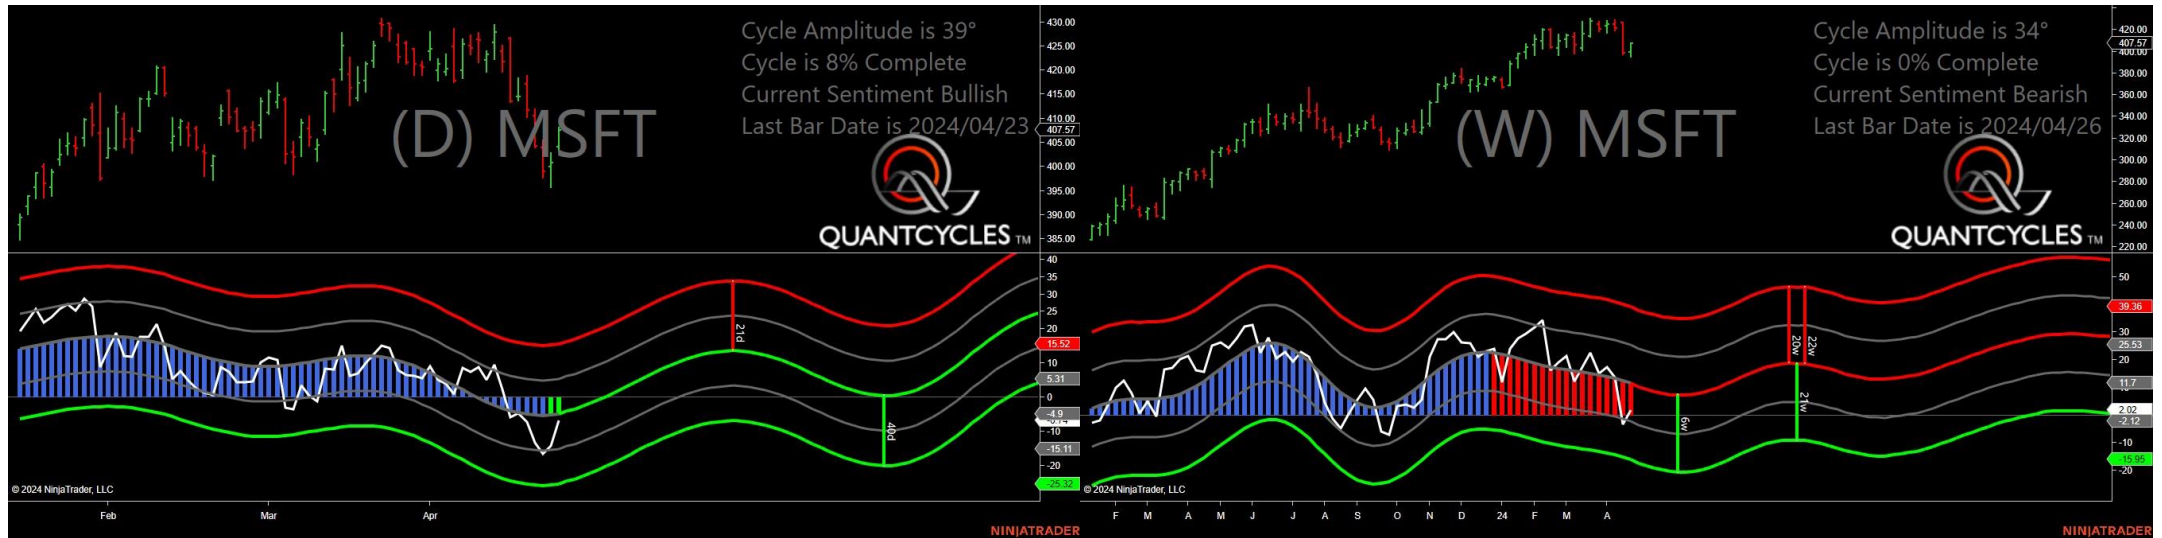 Cycle Amplitude is 39°
Cycle is 8% Complete
Current Sentiment Bullish
Last Bar Date is 2024/04/23
(D) MSFT
QUANTCYCLES TM
430.00
425.00
420.00
415.00
410.00
407.57
405.00
400.00
395.00
390.00
385.00
40
35
30
25
20
15.52
10
5.31
0
-4.9
-10
-15.11
-20
-25.32
21d
40d
© 2024 NinjaTrader, LLC
Feb Mar Apr
NINJATRADER
Cycle Amplitude is 34°
Cycle is 0% Complete
Current Sentiment Bearish
Last Bar Date is 2024/04/26
(W) MSFT
QUANTCYCLES TM
420.00
407.57
400.00
380.00
360.00
340.00
320.00
300.00
280.00
260.00
240.00
220.00
50
39.36
30
25.53
20
11.7
2.02
-2.12
-10
-15.95
-20
6w
20w
22w
21w
© 2024 NinjaTrader, LLC
F M A M J J A S O N D 24 F M A
NINJATRADER